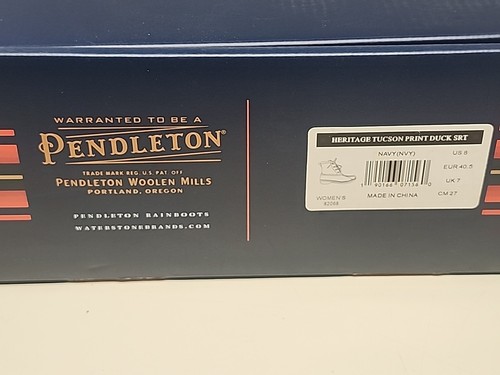 WARRANTED TO BE A
PENDLETON®
TRADE MARK REG. U.S. PAT. OFF
PENDLETON WOOLEN MILLS
PORTLAND, OREGON
PENDLETON RAINBOOTS
WATERSTONEBRANDS.COM
HERITAGE TUCSON PRINT DUCK SRT
NAVY(NVY)
US 8
EUR 40.5
UK 7
CM 27
WOMEN'S
MADE IN CHINA